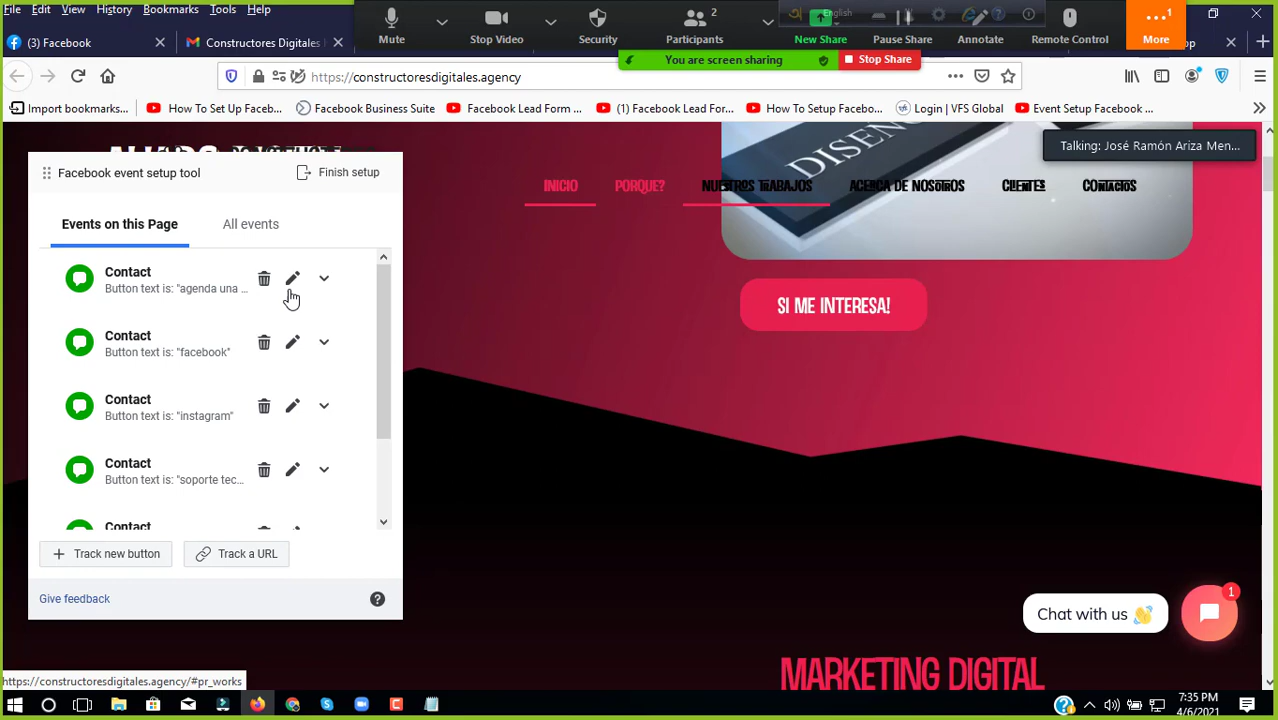 File Edit View History Bookmarks Tools Help
Mute Stop Video Security Participants 2 New Share Pause Share Annotate Remote Control More 1
English
(3) Facebook
Constructores Digitales
You are screen sharing Stop Share
https://constructoresdigitales.agency
Import bookmarks... How To Set Up Faceb... Facebook Business Suite Facebook Lead Form ... (1) Facebook Lead For... How To Setup Facebo... Login | VFS Global Event Setup Facebook ...
Talking: José Ramón Ariza Men...
DISEÑO
Facebook event setup tool
Finish setup
INICIO PORQUE? NUESTROS TRABAJOS ACERCA DE NOSOTROS CLIENTES CONTACTOS
Events on this Page All events
Contact
Button text is: "agenda una ...
SI ME INTERESA!
Contact
Button text is: "facebook"
Contact
Button text is: "instagram"
Contact
Button text is: "soporte tec...
Contact
Track new button Track a URL
Give feedback
1
Chat with us 👋
MARKETING DIGITAL
https://constructoresdigitales.agency/#pr_works
7:35 PM
4/6/2021